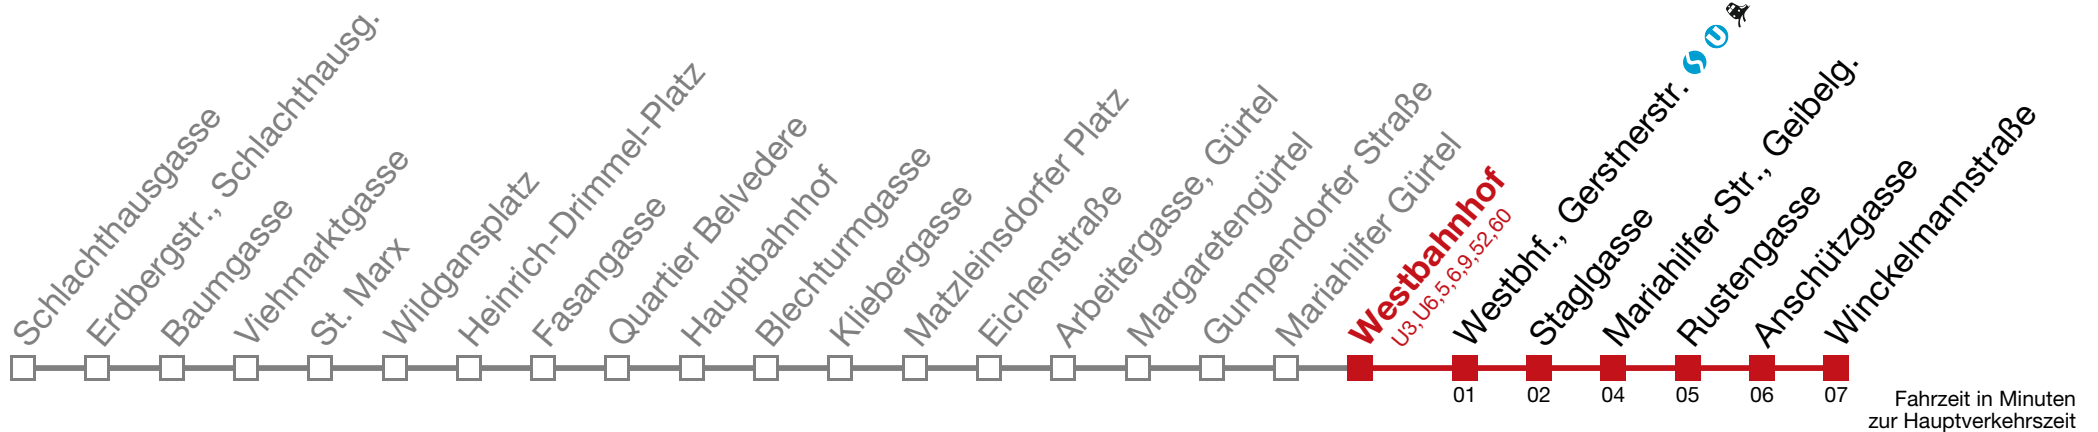 Schlachthausgasse
Erdbergstr., Schlachthausg.
Baumgasse
Viehmarktgasse
St. Marx
Wildgansplatz
Heinrich-Drimmel-Platz
Fasangasse
Quartier Belvedere
Hauptbahnhof
Blechturmgasse
Kliebergasse
Matzleinsdorfer Platz
Eichenstraße
Arbeitergasse, Gürtel
Margaretengürtel
Gumpendorfer Straße
Mariahilfer Gürtel
Westbahnhof
U3,U6,5,6,9,52,60
Westbhf., Gerstnerstr. S U
Staglgasse
Mariahilfer Str., Geibelg.
Rustengasse
Anschützgasse
Winckelmannstraße
01 02 04 05 06 07
Fahrzeit in Minuten
zur Hauptverkehrszeit